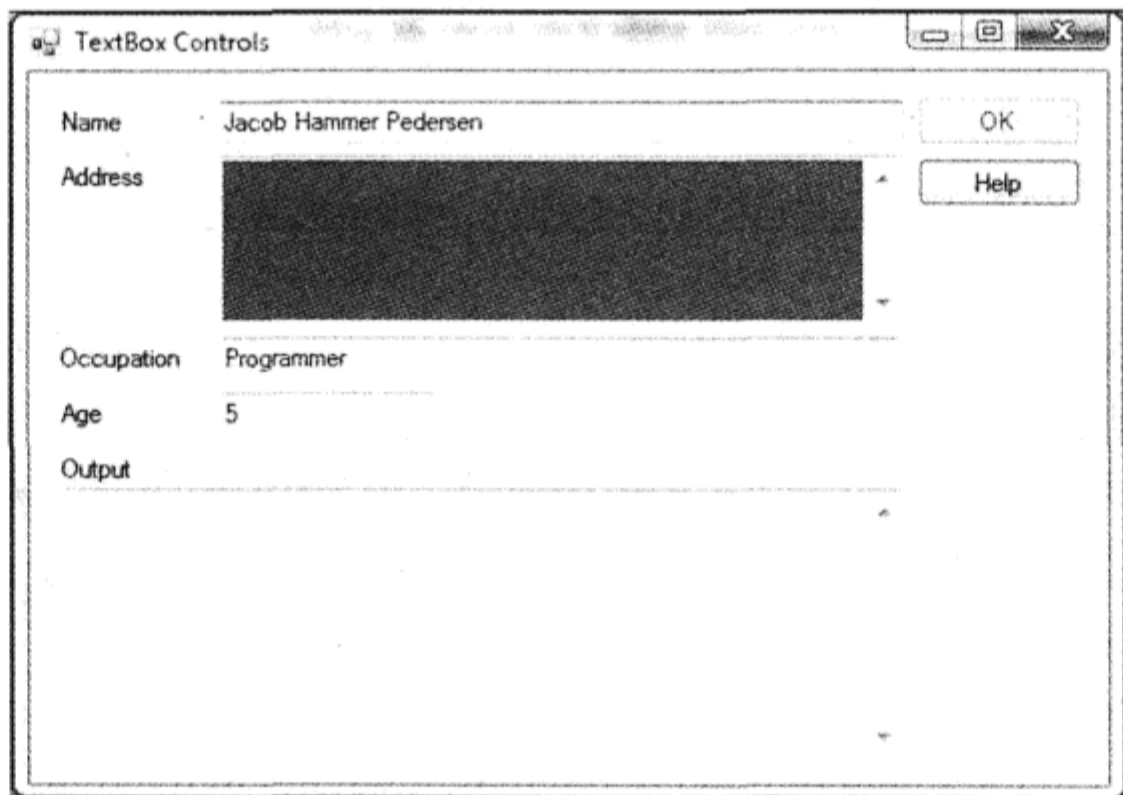 TextBox Controls
Name Jacob Hammer Pedersen OK
Address Help
Occupation Programmer
Age 5
Output